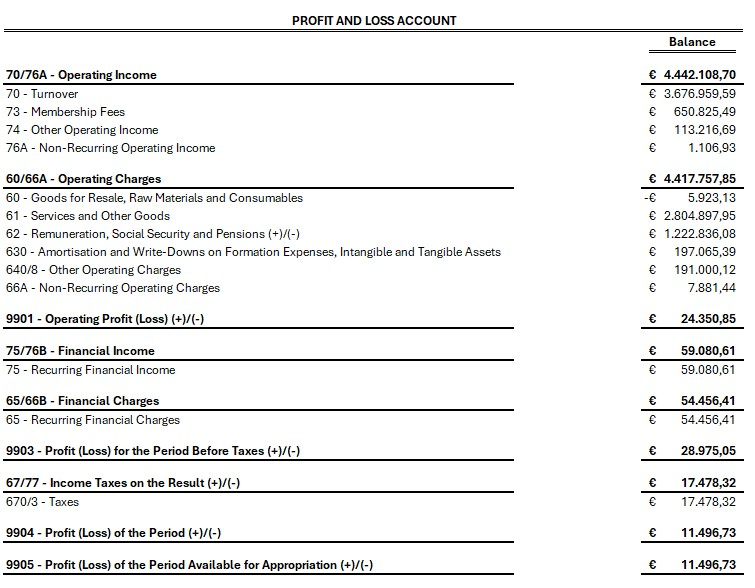 PROFIT AND LOSS ACCOUNT
Balance
70/76A - Operating Income € 4.442.108,70
70 - Turnover € 3.676.959,59
73 - Membership Fees € 650.825,49
74 - Other Operating Income € 113.216,69
76A - Non-Recurring Operating Income € 1.106,93
60/66A - Operating Charges € 4.417.757,85
60 - Goods for Resale, Raw Materials and Consumables -€ 5.923,13
61 - Services and Other Goods € 2.804.897,95
62 - Remuneration, Social Security and Pensions (+)/(-) € 1.222.836,08
630 - Amortisation and Write-Downs on Formation Expenses, Intangible and Tangible Assets € 197.065,39
640/8 - Other Operating Charges € 191.000,12
66A - Non-Recurring Operating Charges € 7.881,44
9901 - Operating Profit (Loss) (+)/(-) € 24.350,85
75/76B - Financial Income € 59.080,61
75 - Recurring Financial Income € 59.080,61
65/66B - Financial Charges € 54.456,41
65 - Recurring Financial Charges € 54.456,41
9903 - Profit (Loss) for the Period Before Taxes (+)/(-) € 28.975,05
67/77 - Income Taxes on the Result (+)/(-) € 17.478,32
670/3 - Taxes € 17.478,32
9904 - Profit (Loss) of the Period (+)/(-) € 11.496,73
9905 - Profit (Loss) of the Period Available for Appropriation (+)/(-) € 11.496,73